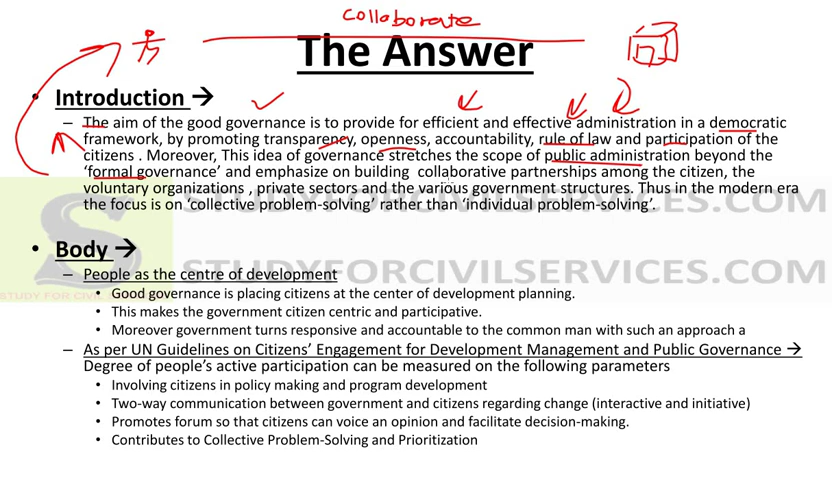 collaborate
The Answer
• Introduction →
– The aim of the good governance is to provide for efficient and effective administration in a democratic
framework, by promoting transparency, openness, accountability, rule of law and participation of the
citizens . Moreover, This idea of governance stretches the scope of public administration beyond the
‘formal governance’ and emphasize on building collaborative partnerships among the citizen, the
voluntary organizations , private sectors and the various government structures. Thus in the modern era
the focus is on ‘collective problem-solving’ rather than ‘individual problem-solving’.
STUDYFORCIVILSERVICES.COM
• Body →
– People as the centre of development
STUDYFORCIVILSERVICES.COM
STUDY FOR CIVIL
• Good governance is placing citizens at the center of development planning.
• This makes the government citizen centric and participative.
• Moreover government turns responsive and accountable to the common man with such an approach a
– As per UN Guidelines on Citizens’ Engagement for Development Management and Public Governance →
Degree of people’s active participation can be measured on the following parameters
• Involving citizens in policy making and program development
• Two-way communication between government and citizens regarding change (interactive and initiative)
• Promotes forum so that citizens can voice an opinion and facilitate decision-making.
• Contributes to Collective Problem-Solving and Prioritization